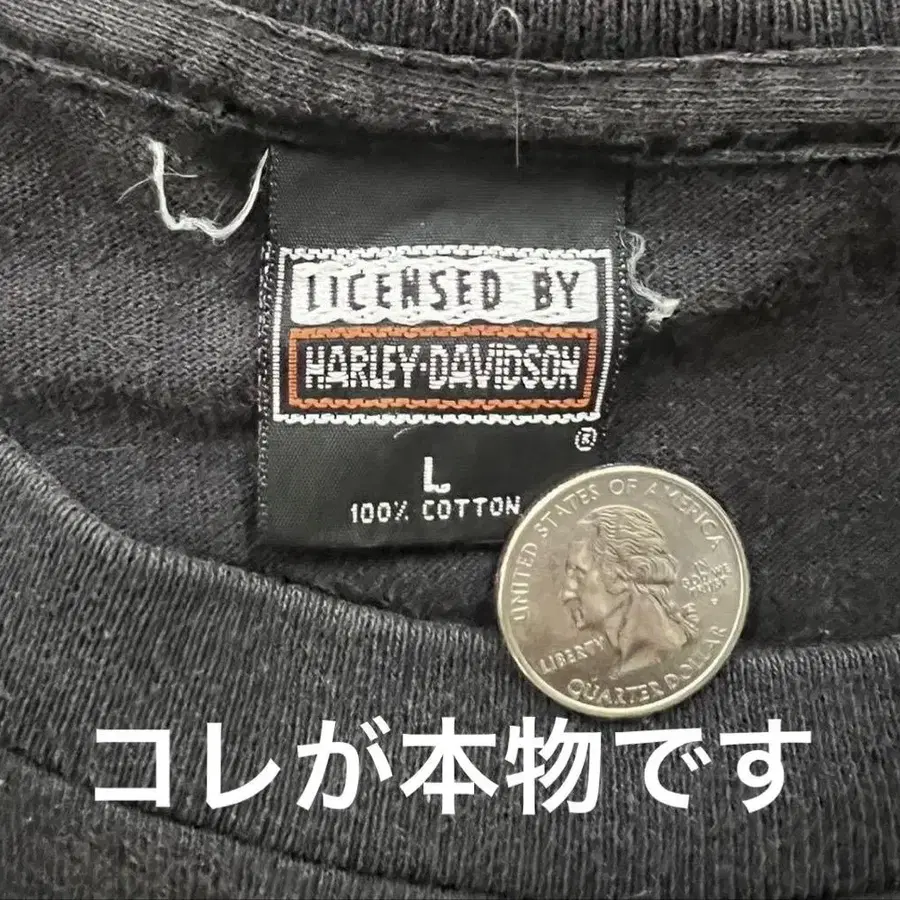 LICENSED BY
HARLEY-DAVIDSON
®
L
100% COTTON
UNITED STATES OF AMERICA
IN
GOD WE
TRUST
LIBERTY
QUARTER DOLLAR
コレが本物です